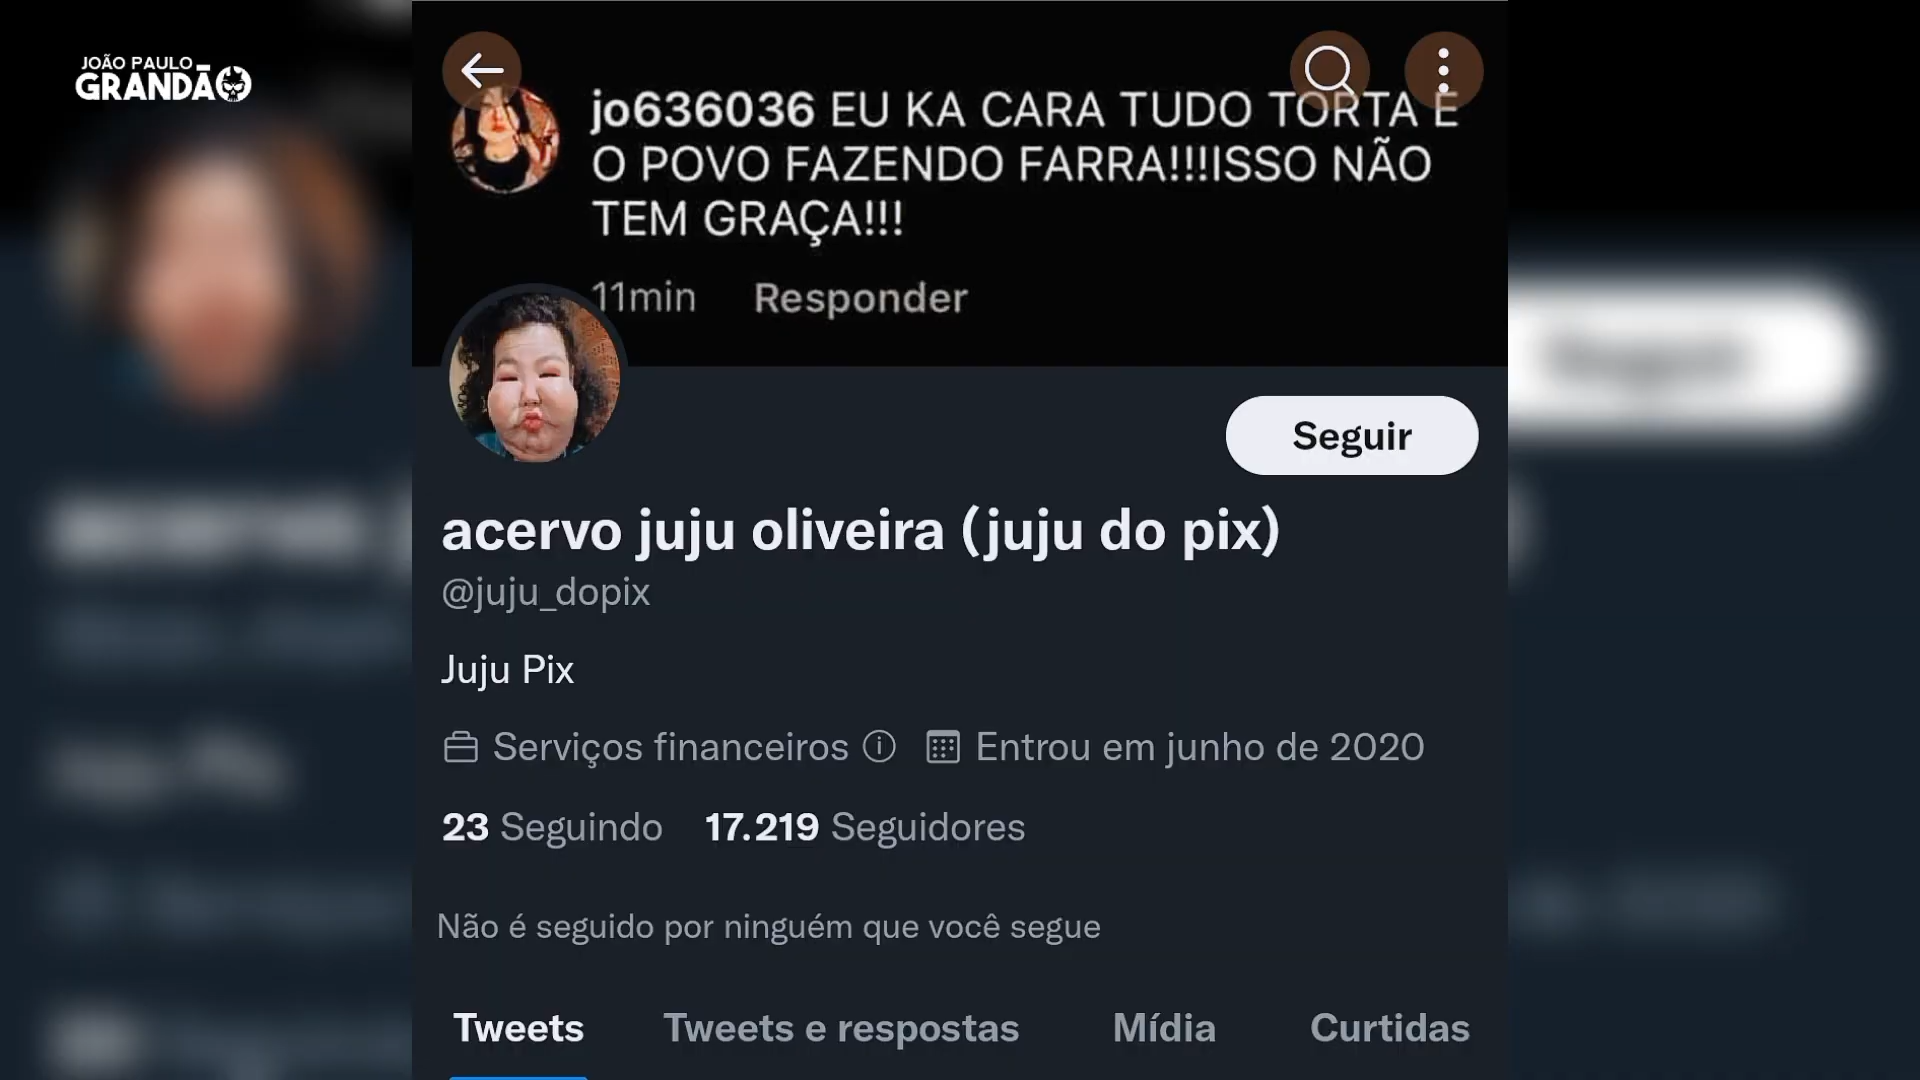 JOÃO PAULO
GRANDÃO
jo636036 EU KA CARA TUDO TORTA E
O POVO FAZENDO FARRA!!!ISSO NÃO
TEM GRAÇA!!!
11min Responder
Seguir
acervo juju oliveira (juju do pix)
@juju_dopix
Juju Pix
Serviços financeiros Entrou em junho de 2020
23 Seguindo 17.219 Seguidores
Não é seguido por ninguém que você segue
Tweets Tweets e respostas Mídia Curtidas